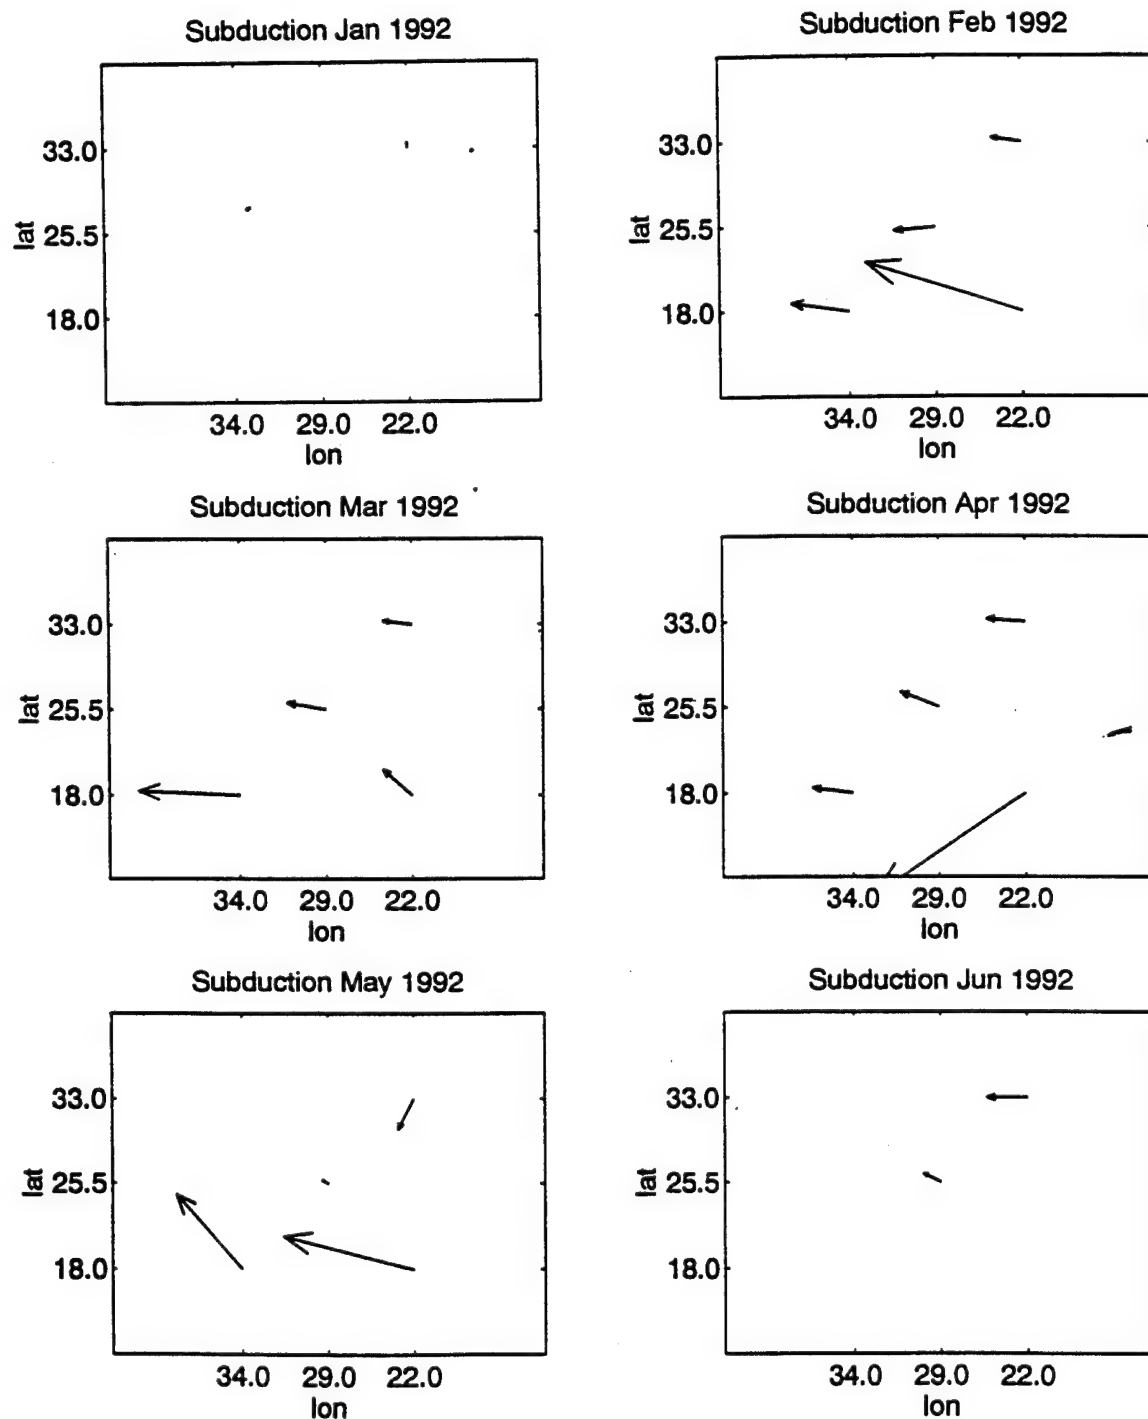 Subduction Jan 1992
33.0
25.5
18.0
lat
34.0 29.0 22.0
lon
Subduction Feb 1992
33.0
25.5
18.0
lat
34.0 29.0 22.0
lon
Subduction Mar 1992
33.0
25.5
18.0
lat
34.0 29.0 22.0
lon
Subduction Apr 1992
33.0
25.5
18.0
lat
34.0 29.0 22.0
lon
Subduction May 1992
33.0
25.5
18.0
lat
34.0 29.0 22.0
lon
Subduction Jun 1992
33.0
25.5
18.0
lat
34.0 29.0 22.0
lon